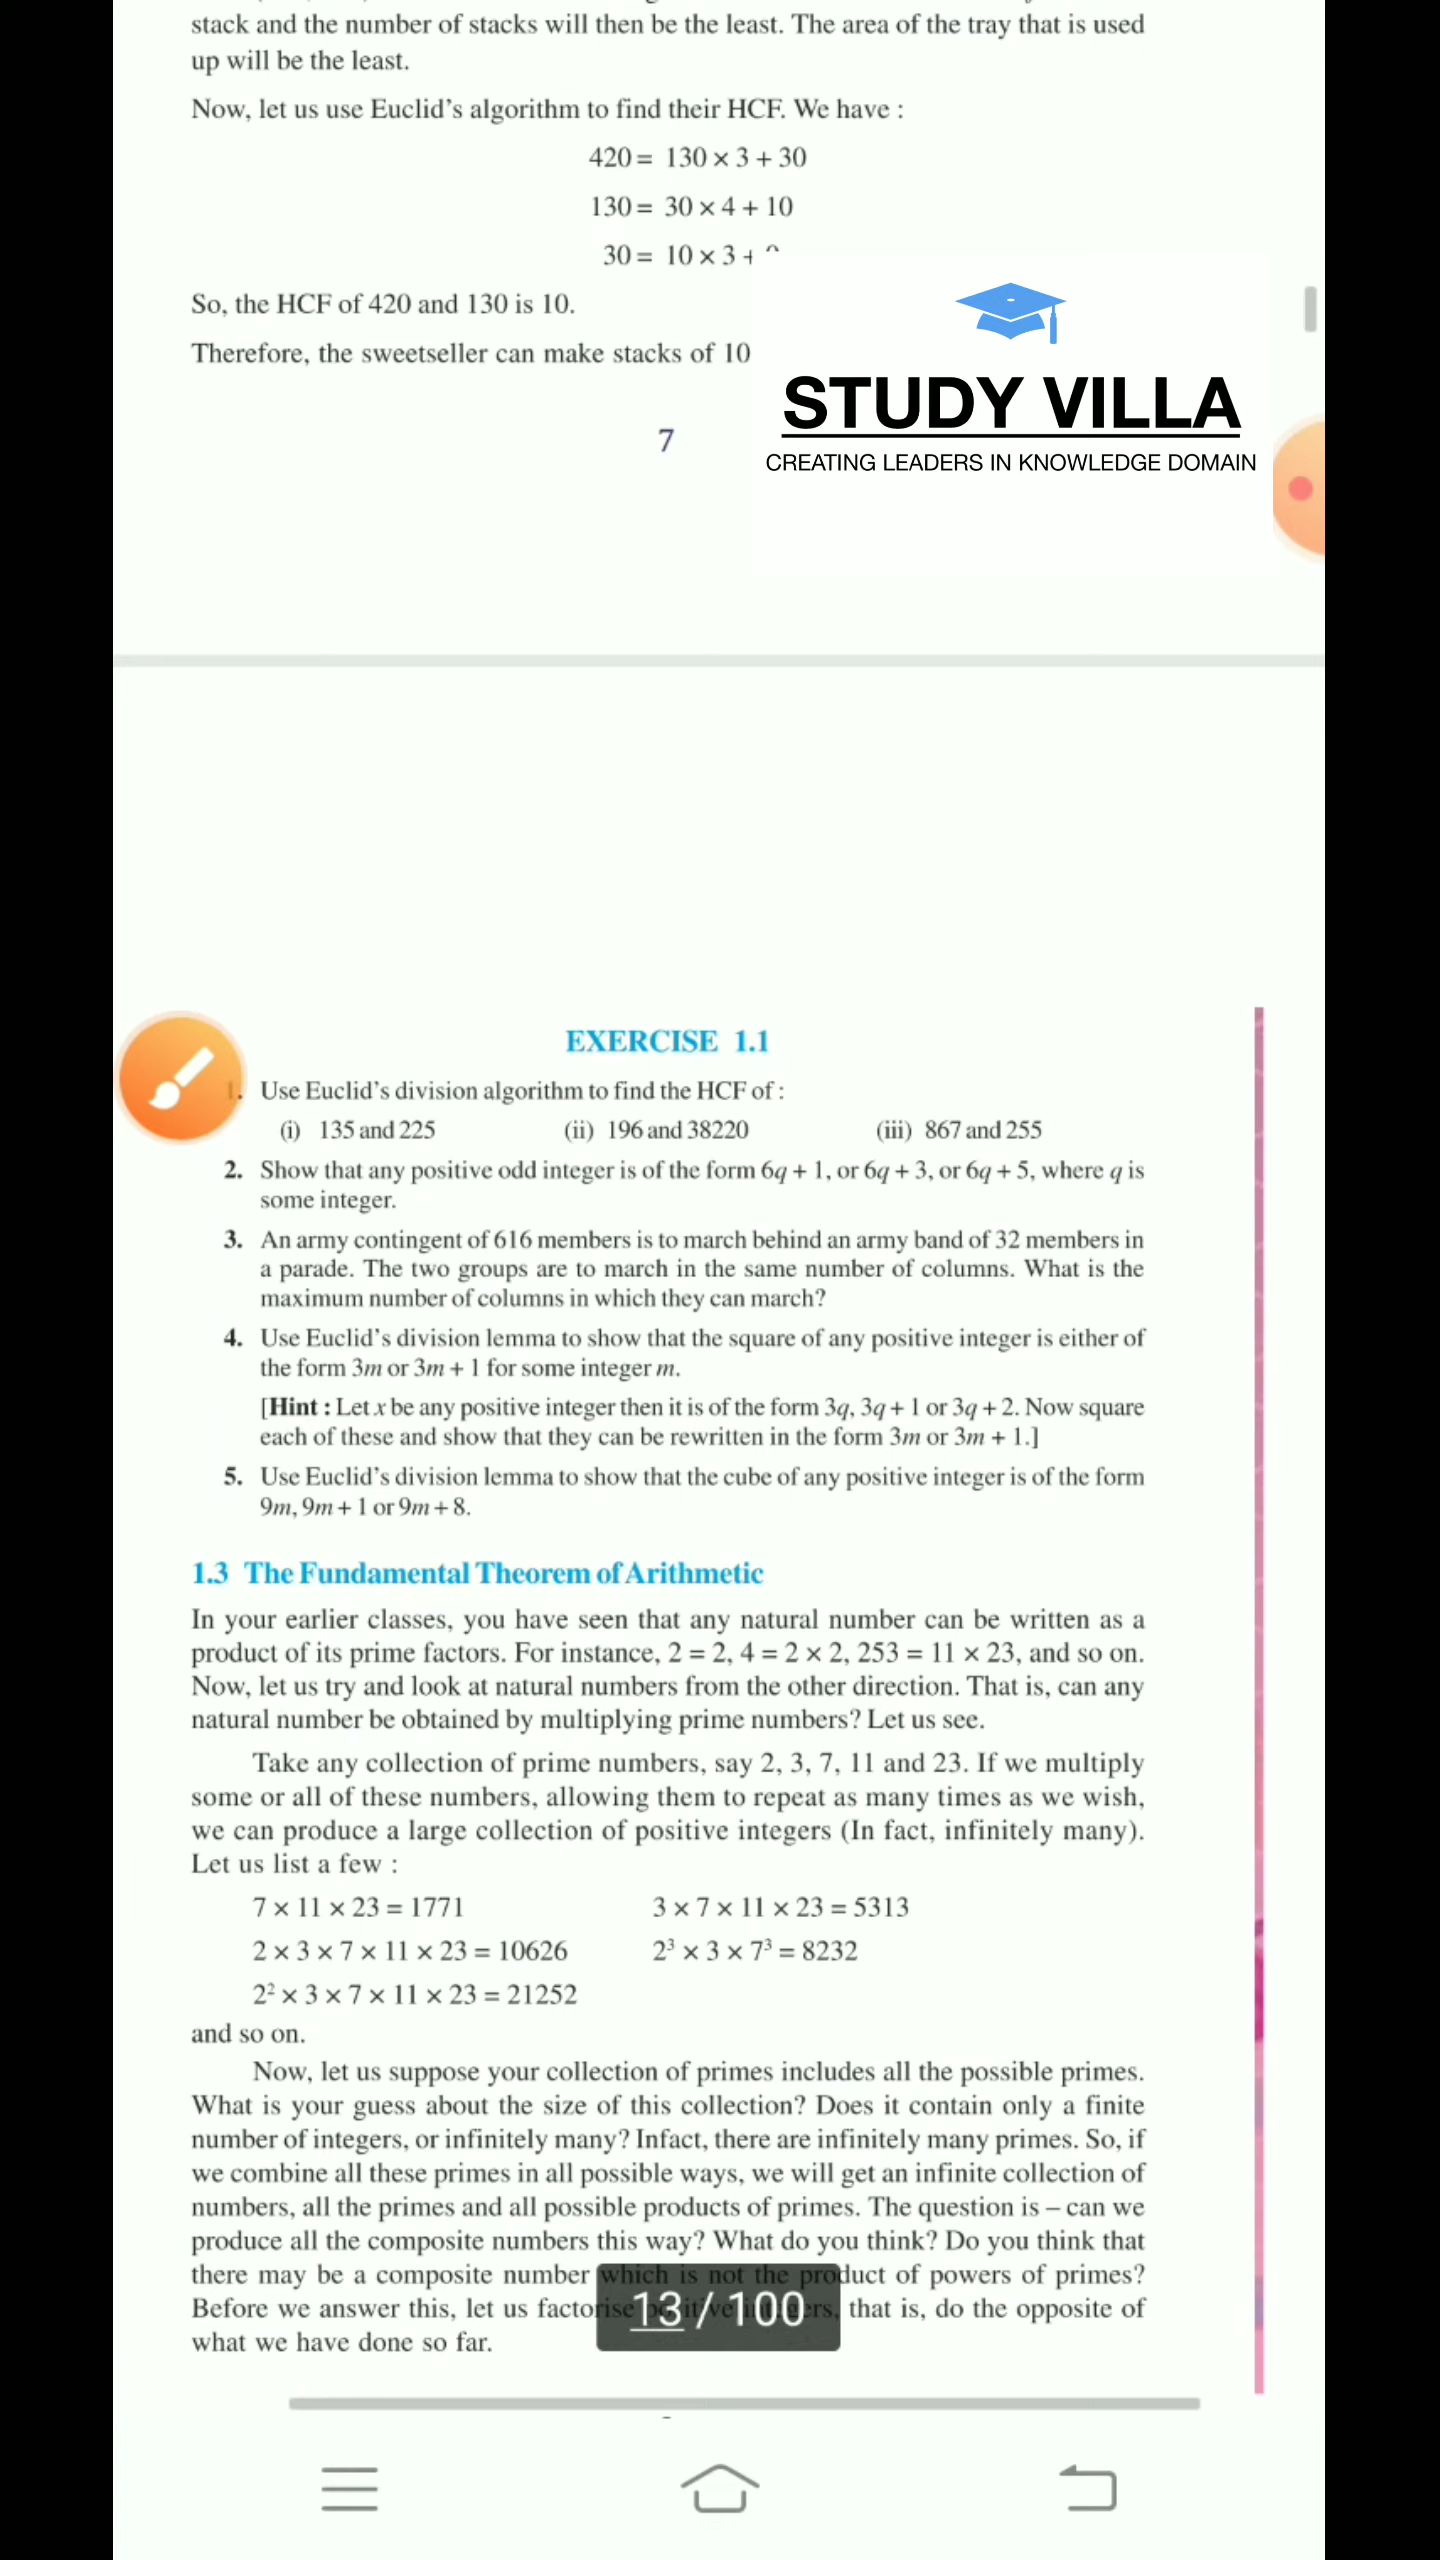 stack and the number of stacks will then be the least. The area of the tray that is used
up will be the least.
Now, let us use Euclid's algorithm to find their HCF. We have :
420 = 130 × 3 + 30
130 = 30 × 4 + 10
30 = 10 × 3 +
So, the HCF of 420 and 130 is 10.
Therefore, the sweetseller can make stacks of 10
STUDY VILLA
CREATING LEADERS IN KNOWLEDGE DOMAIN
7
EXERCISE 1.1
1. Use Euclid's division algorithm to find the HCF of :
(i) 135 and 225 (ii) 196 and 38220 (iii) 867 and 255
2. Show that any positive odd integer is of the form 6q + 1, or 6q + 3, or 6q + 5, where q is
some integer.
3. An army contingent of 616 members is to march behind an army band of 32 members in
a parade. The two groups are to march in the same number of columns. What is the
maximum number of columns in which they can march?
4. Use Euclid's division lemma to show that the square of any positive integer is either of
the form 3m or 3m + 1 for some integer m.
[Hint : Let x be any positive integer then it is of the form 3q, 3q + 1 or 3q + 2. Now square
each of these and show that they can be rewritten in the form 3m or 3m + 1.]
5. Use Euclid's division lemma to show that the cube of any positive integer is of the form
9m, 9m + 1 or 9m + 8.
1.3 The Fundamental Theorem of Arithmetic
In your earlier classes, you have seen that any natural number can be written as a
product of its prime factors. For instance, 2 = 2, 4 = 2 × 2, 253 = 11 × 23, and so on.
Now, let us try and look at natural numbers from the other direction. That is, can any
natural number be obtained by multiplying prime numbers? Let us see.
Take any collection of prime numbers, say 2, 3, 7, 11 and 23. If we multiply
some or all of these numbers, allowing them to repeat as many times as we wish,
we can produce a large collection of positive integers (In fact, infinitely many).
Let us list a few :
7 × 11 × 23 = 1771 3 × 7 × 11 × 23 = 5313
2 × 3 × 7 × 11 × 23 = 10626 2³ × 3 × 7³ = 8232
2² × 3 × 7 × 11 × 23 = 21252
and so on.
Now, let us suppose your collection of primes includes all the possible primes.
What is your guess about the size of this collection? Does it contain only a finite
number of integers, or infinitely many? Infact, there are infinitely many primes. So, if
we combine all these primes in all possible ways, we will get an infinite collection of
numbers, all the primes and all possible products of primes. The question is – can we
produce all the composite numbers this way? What do you think? Do you think that
there may be a composite number which is not the product of powers of primes?
Before we answer this, let us factorise positive integers, that is, do the opposite of
what we have done so far.
13 / 100